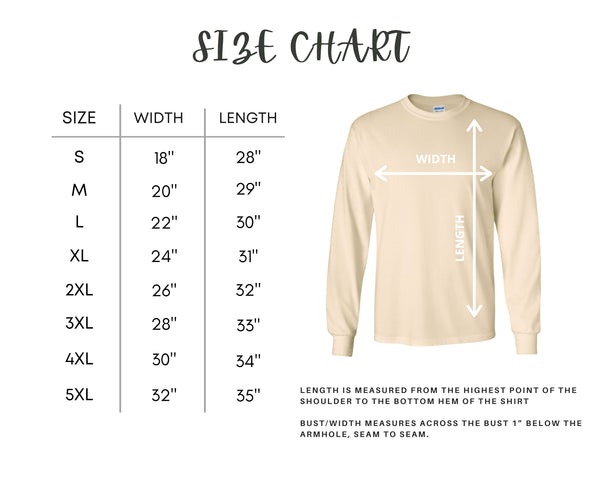 SIZE CHART
SIZE WIDTH LENGTH
S 18" 28"
M 20" 29"
L 22" 30"
XL 24" 31"
2XL 26" 32"
3XL 28" 33"
4XL 30" 34"
5XL 32" 35"
WIDTH
LENGTH
LENGTH IS MEASURED FROM THE HIGHEST POINT OF THE
SHOULDER TO THE BOTTOM HEM OF THE SHIRT
BUST/WIDTH MEASURES ACROSS THE BUST 1" BELOW THE
ARMHOLE, SEAM TO SEAM.